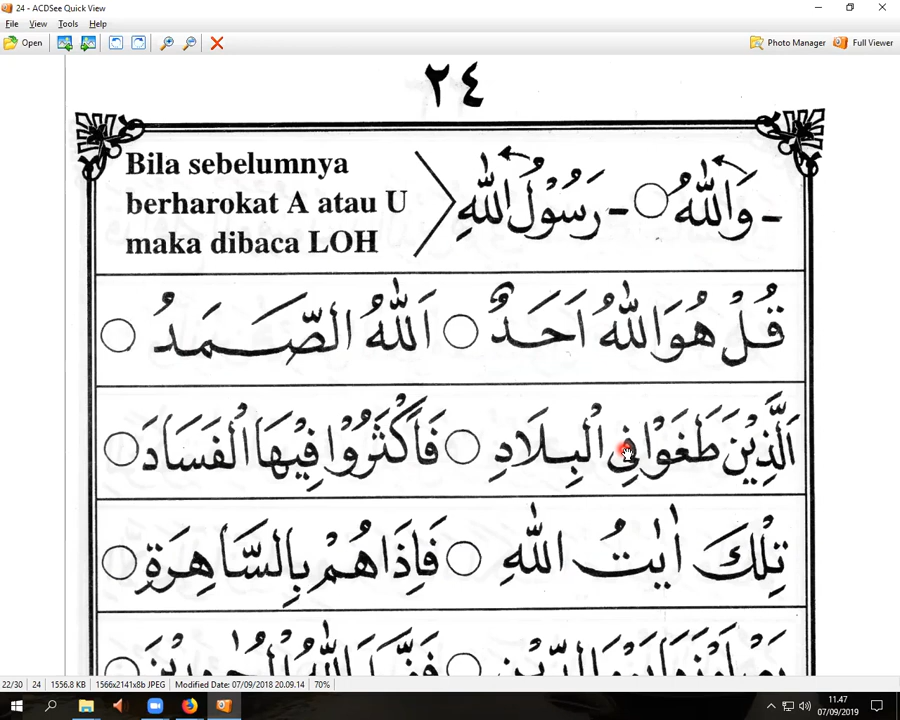 24 - ACDSee Quick View
File View Tools Help
Open
Photo Manager Full Viewer
٢٤
Bila sebelumnya
berharokat A atau U
maka dibaca LOH
- وَاللّٰهُ - رَسُوْلُ اللّٰهِ
قُلْ هُوَ اللّٰهُ اَحَدٌ اَللّٰهُ الصَّمَدُ
اَلَّذِيْنَ طَغَوْا فِى الْبِلَادِ فَاَكْثَرُوْا فِيْهَا الْفَسَادَ
تِلْكَ اٰيٰتُ اللّٰهِ فَاِذَا هُمْ بِالسَّاهِرَةِ
22/30 24 1556.8 KB 1566x2141x8b JPEG Modified Date: 07/09/2018 20.09.14 70%
11.47
07/09/2019